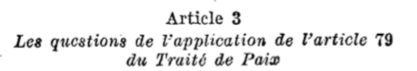 Article 3
Les questions de l'application de l'article 79
du Traité de Paix